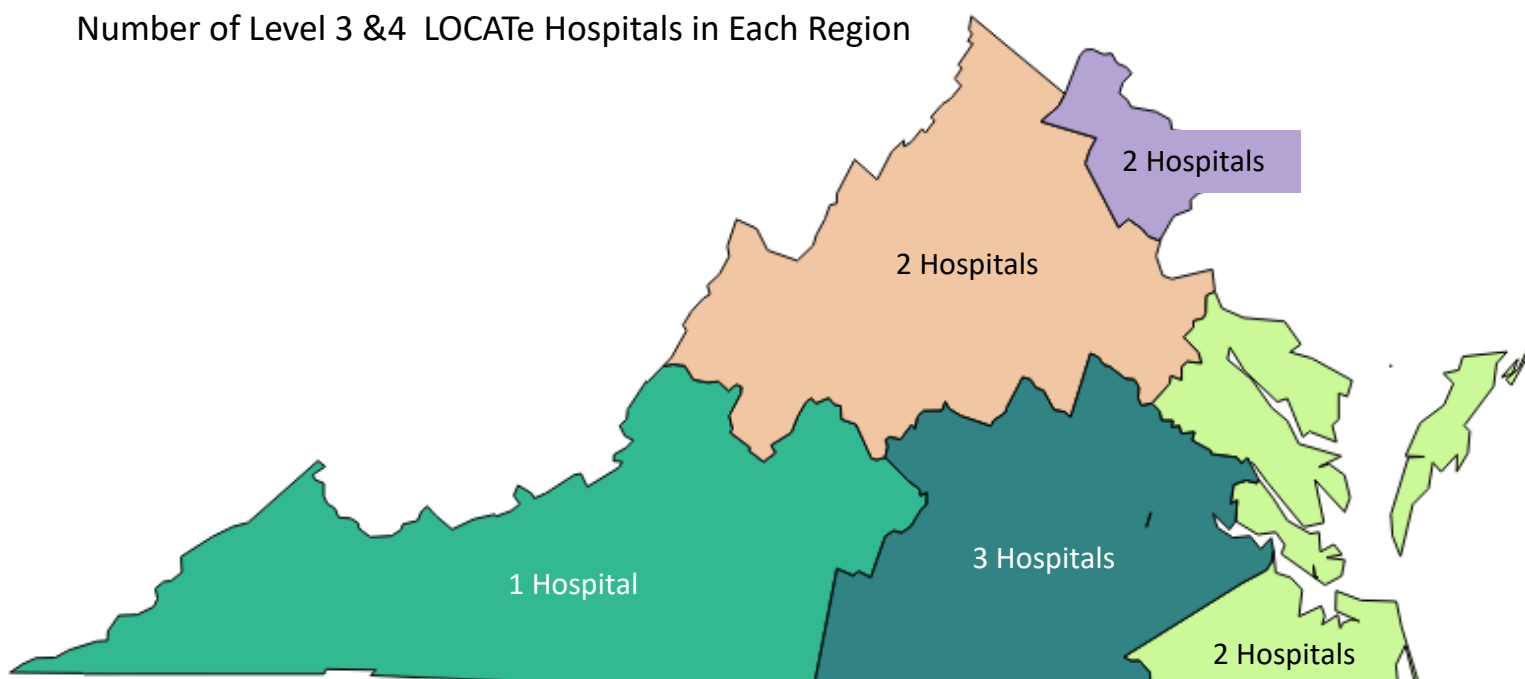 Number of Level 3 &4 LOCATe Hospitals in Each Region
2 Hospitals
2 Hospitals
3 Hospitals
1 Hospital
2 Hospitals